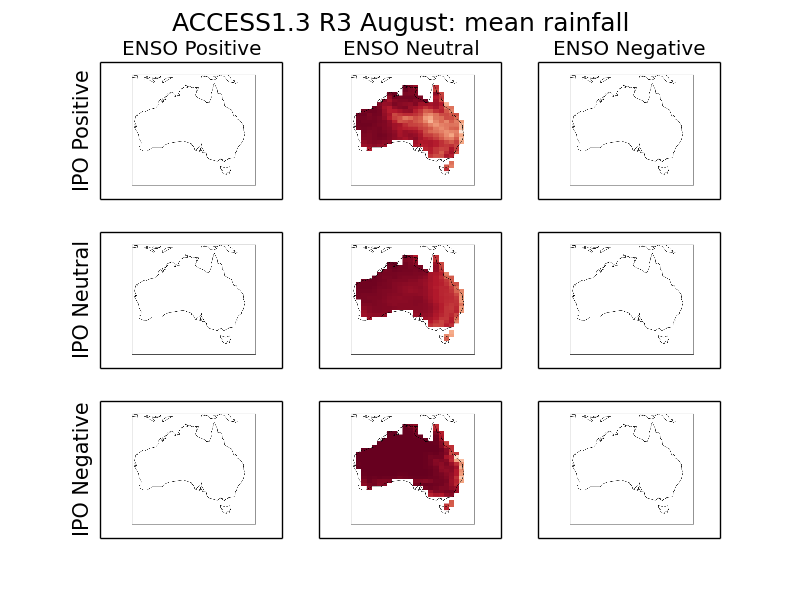 ACCESS1.3 R3 August: mean rainfall
ENSO Positive
ENSO Neutral
ENSO Negative
IPO Positive
IPO Neutral
IPO Negative